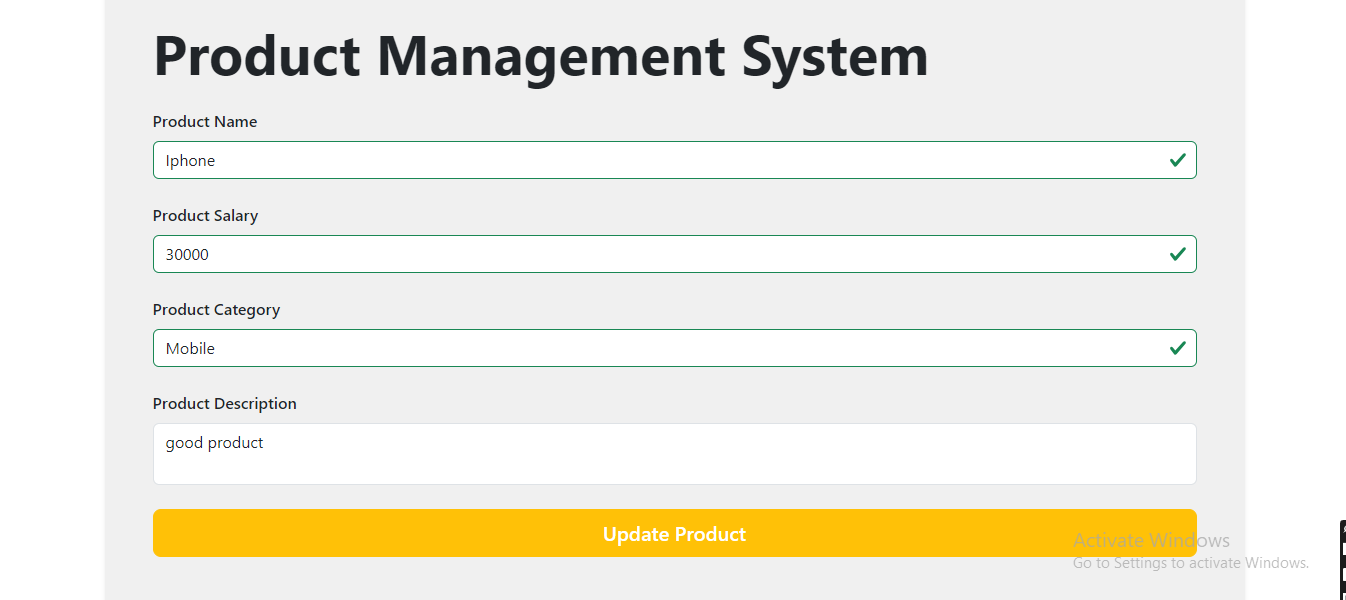 Product Management System
Product Name
Iphone
Product Salary
30000
Product Category
Mobile
Product Description
good product
Update Product
Activate Windows
Go to Settings to activate Windows.